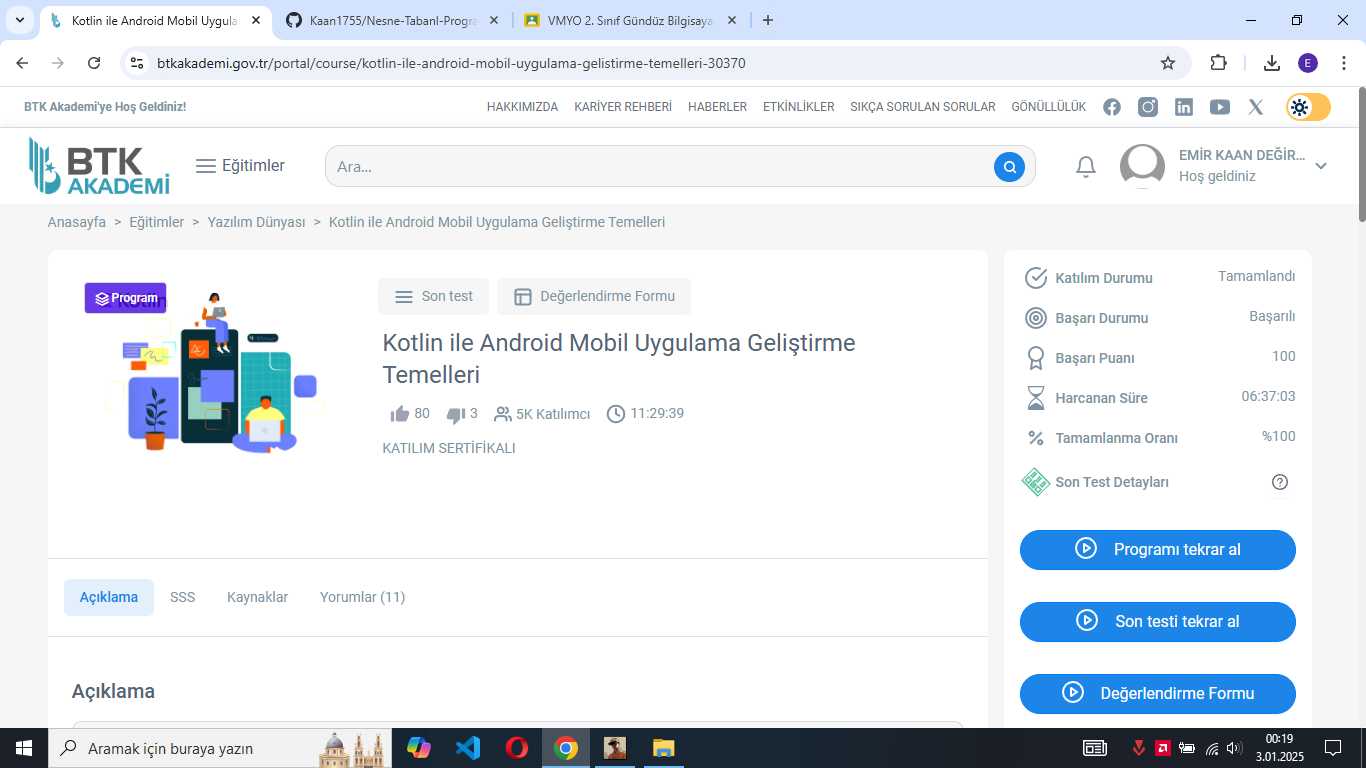 Kotlin ile Android Mobil Uygula
Kaan1755/Nesne-Tabanl-Progra
VMYO 2. Sınıf Gündüz Bilgisaya
btkakademi.gov.tr/portal/course/kotlin-ile-android-mobil-uygulama-gelistirme-temelleri-30370
E
BTK Akademi'ye Hoş Geldiniz!
HAKKIMIZDA KARİYER REHBERİ HABERLER ETKİNLİKLER SIKÇA SORULAN SORULAR GÖNÜLLÜLÜK
BTK
AKADEMİ
Eğitimler
Ara...
EMİR KAAN DEĞİR...
Hoş geldiniz
Anasayfa > Eğitimler > Yazılım Dünyası > Kotlin ile Android Mobil Uygulama Geliştirme Temelleri
Program
Son test
Değerlendirme Formu
Kotlin ile Android Mobil Uygulama Geliştirme
Temelleri
80 3 5K Katılımcı 11:29:39
KATILIM SERTİFİKALI
Açıklama SSS Kaynaklar Yorumlar (11)
Açıklama
Katılım Durumu Tamamlandı
Başarı Durumu Başarılı
Başarı Puanı 100
Harcanan Süre 06:37:03
Tamamlanma Oranı %100
Son Test Detayları
Programı tekrar al
Son testi tekrar al
Değerlendirme Formu
Aramak için buraya yazın
00:19
3.01.2025